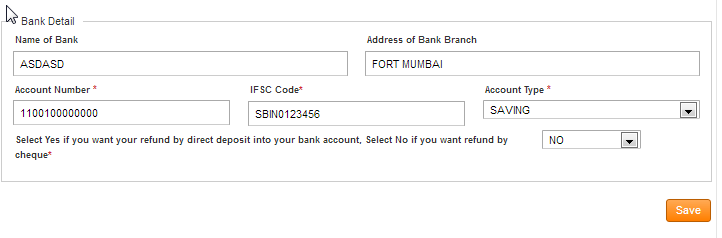 Bank Detail
Name of Bank
Address of Bank Branch
ASDASD
FORT MUMBAI
Account Number *
IFSC Code*
Account Type *
1100100000000
SBIN0123456
SAVING
Select Yes if you want your refund by direct deposit into your bank account, Select No if you want refund by
cheque*
NO
Save